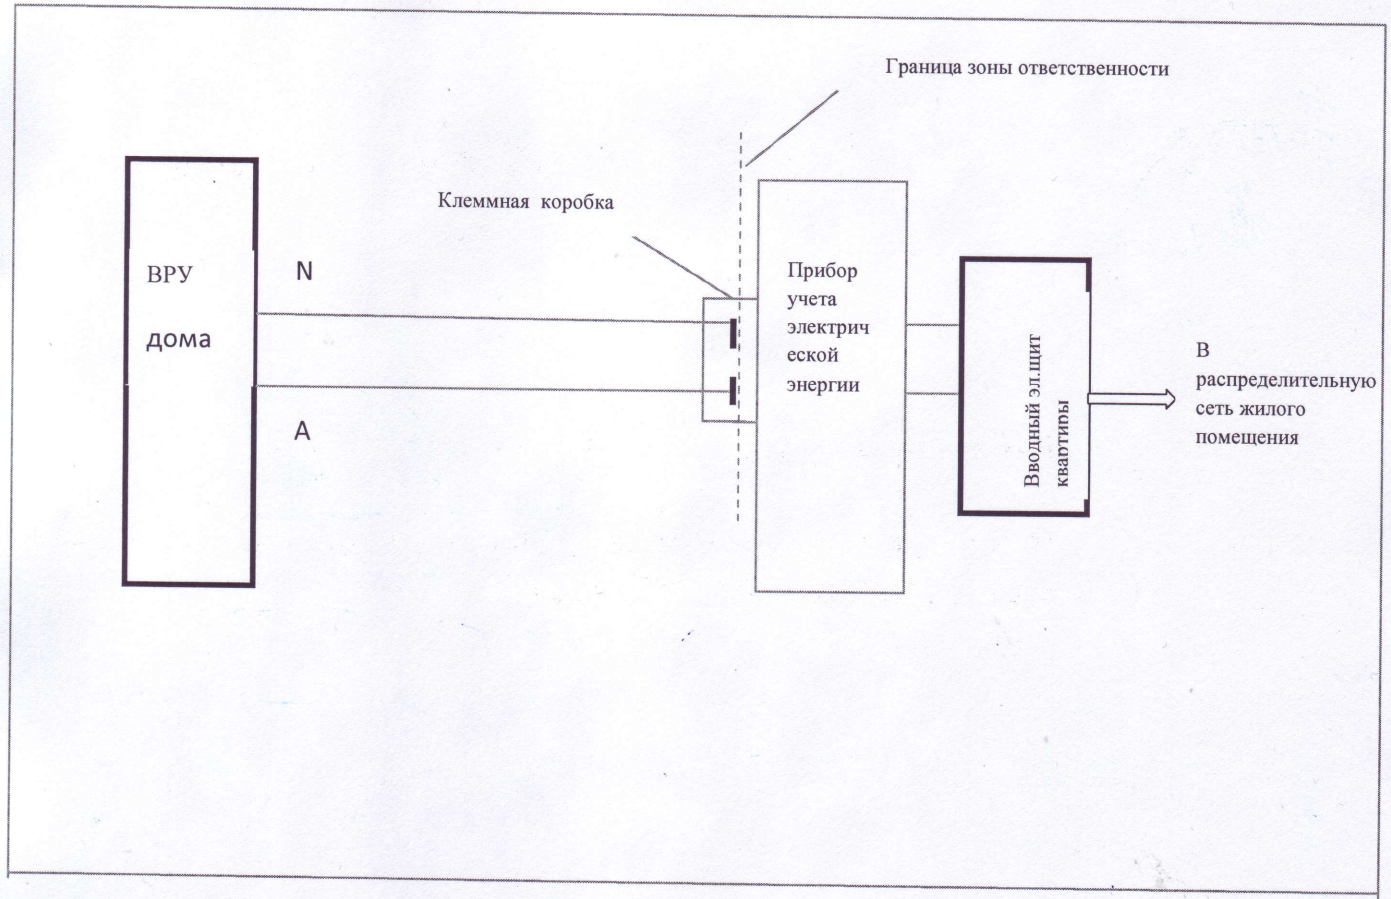 Граница зоны ответственности
Клеммная коробка
ВРУ
дома
N
A
Прибор
учета
электрич
еской
энергии
Вводный эл.щит
квартиры
В
распределительную
сеть жилого
помещения